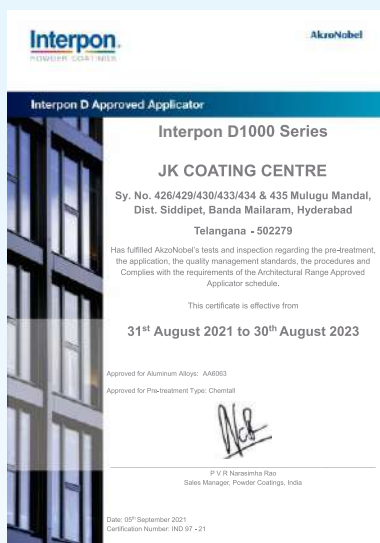 Interpon.
POWDER COATINGS
AkzoNobel
Interpon D Approved Applicator
Interpon D1000 Series
JK COATING CENTRE
Sy. No. 426/429/430/433/434 & 435 Mulugu Mandal,
Dist. Siddipet, Banda Mailaram, Hyderabad
Telangana - 502279
Has fulfilled AkzoNobel's tests and inspection regarding the pre-treatment,
the application, the quality management standards, the procedures and
Complies with the requirements of the Architectural Range Approved
Applicator schedule.
This certificate is effective from
31st August 2021 to 30th August 2023
Approved for Aluminum Alloys: AA6063
Approved for Pre-treatment Type: Chemtall
P V R Narasimha Rao
Sales Manager, Powder Coatings, India
Date: 05th September 2021
Certification Number: IND 97 - 21